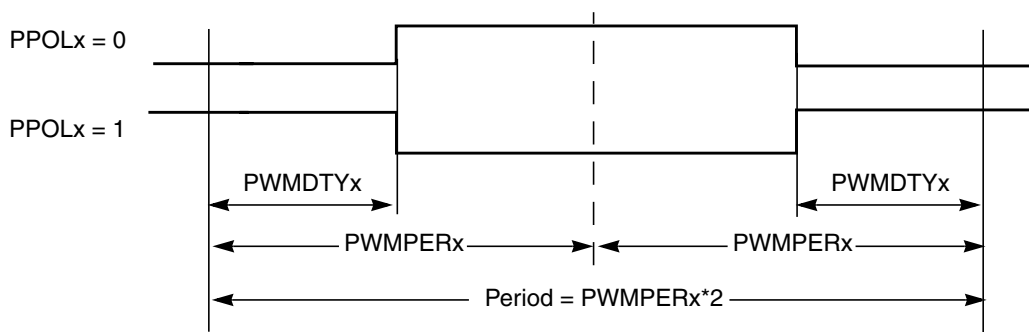 PPOLx = 0
PPOLx = 1
PWMDTYx
PWMDTYx
PWMPERx
PWMPERx
Period = PWMPERx*2